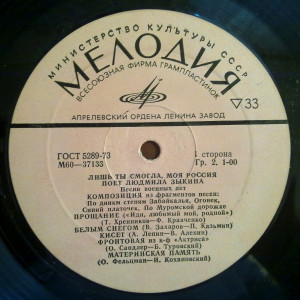 МИНИСТЕРСТВО КУЛЬТУРЫ СССР
МЕЛОДИЯ
ВСЕСОЮЗНАЯ ФИРМА ГРАМПЛАСТИНОК
33
АПРЕЛЕВСКИЙ ОРДЕНА ЛЕНИНА ЗАВОД
ГОСТ 5289-73
М60—37133
1 сторона
Гр. 2. 1-00
ЛИШЬ ТЫ СМОГЛА, МОЯ РОССИЯ
ПОЕТ ЛЮДМИЛА ЗЫКИНА
Песни военных лет
КОМПОЗИЦИЯ из фрагментов песен:
По диким степям Забайкалья, Огонек,
Синий платочек, По Муромской дорожке
ПРОЩАНИЕ («Иди, любимый мой, родной»)
(Т. Хренников—Ф. Кравченко)
БЕЛЫМ СНЕГОМ (В. Захаров—П. Казьмин)
КИСЕТ (А. Лепин—В. Алехин)
ФРОНТОВАЯ из к-ф «Актриса»
(О. Сандлер—Б. Туровский)
МАТЕРИНСКАЯ ПАМЯТЬ
(О. Фельцман—И. Кохановский)